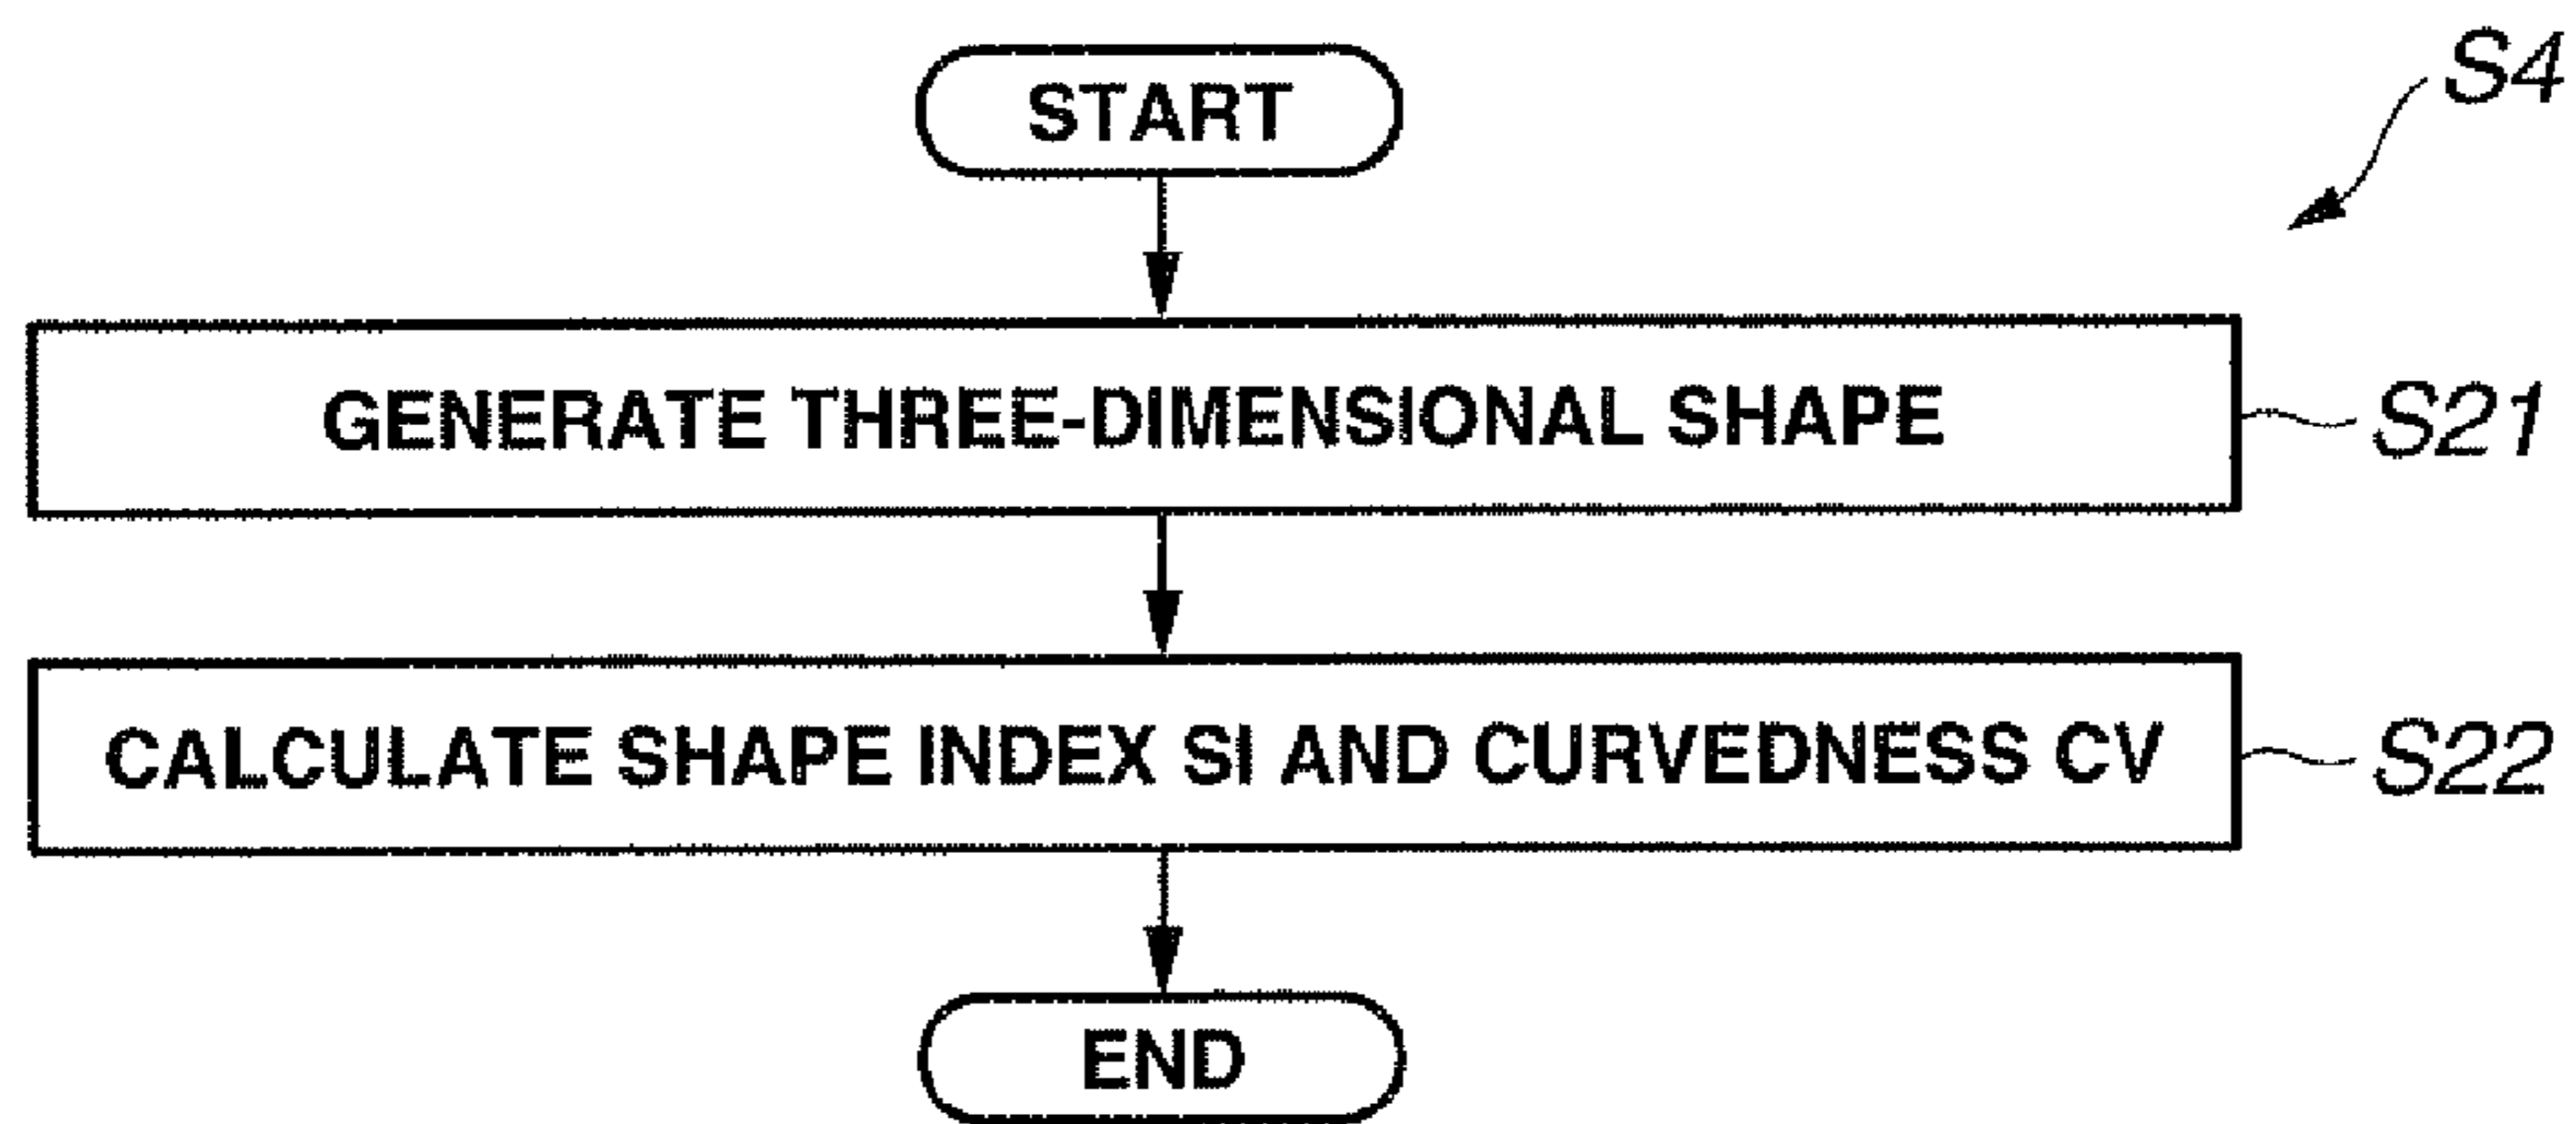 START
S4
GENERATE THREE-DIMENSIONAL SHAPE
S21
CALCULATE SHAPE INDEX SI AND CURVEDNESS CV
S22
END